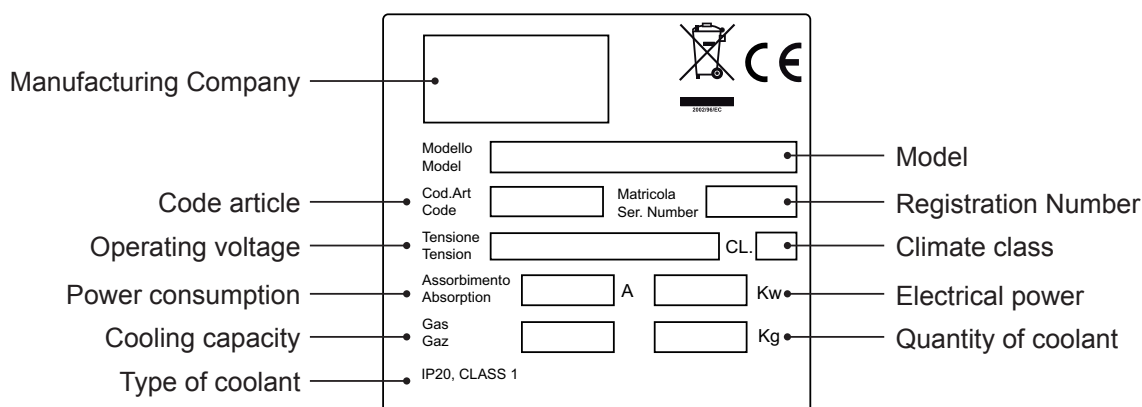 2002/96/EC
Manufacturing Company
Modello
Model
Model
Code article
Cod.Art
Code
Matricola
Ser. Number
Registration Number
Operating voltage
Tensione
Tension
CL.
Climate class
Power consumption
Assorbimento
Absorption
A
Kw
Electrical power
Cooling capacity
Gas
Gaz
Kg
Quantity of coolant
Type of coolant
IP20, CLASS 1